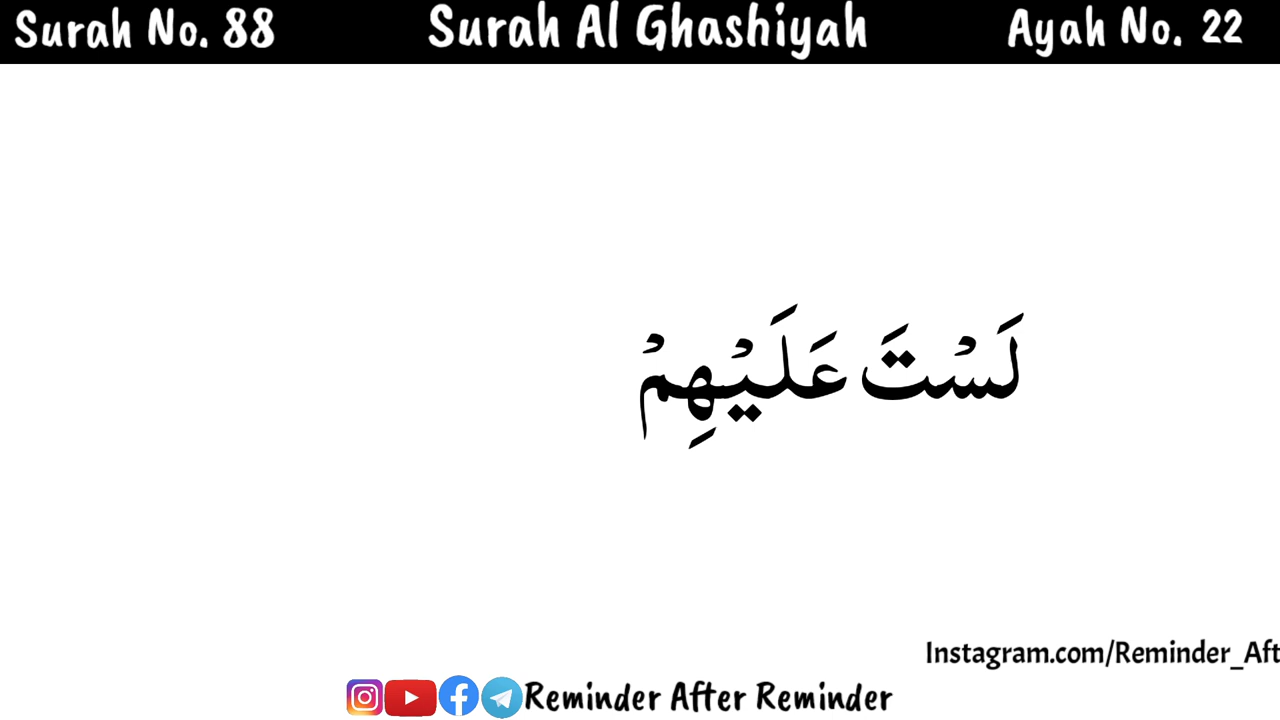 Surah No. 88 Surah Al Ghashiyah Ayah No. 22
لَسْتَ عَلَيْهِمْ
Instagram.com/Reminder_Aft
Reminder After Reminder